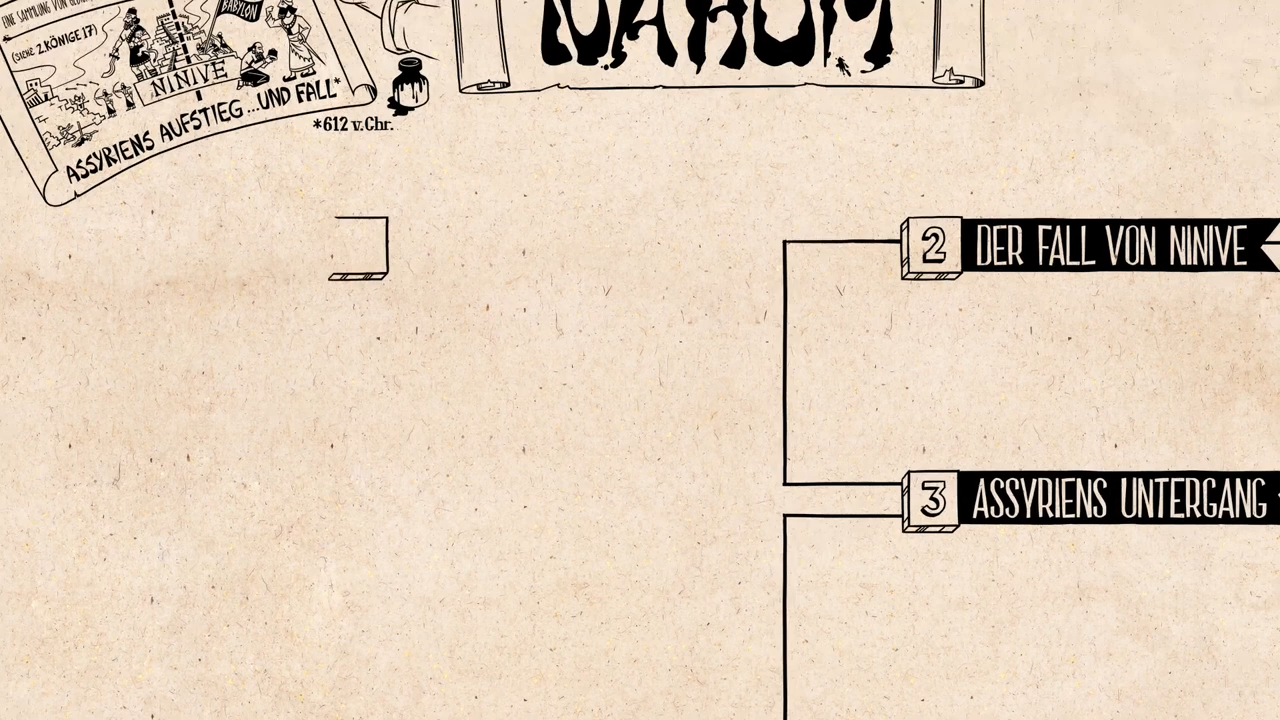 EINE SAMMLUNG VON
(SIEHE 2.KÖNIGE 17)
BABYLON
NINIVE
ASSYRIENS AUFSTIEG ...UND FALL*
*612 v.Chr.
NAHUM
2 DER FALL VON NINIVE
3 ASSYRIENS UNTERGANG